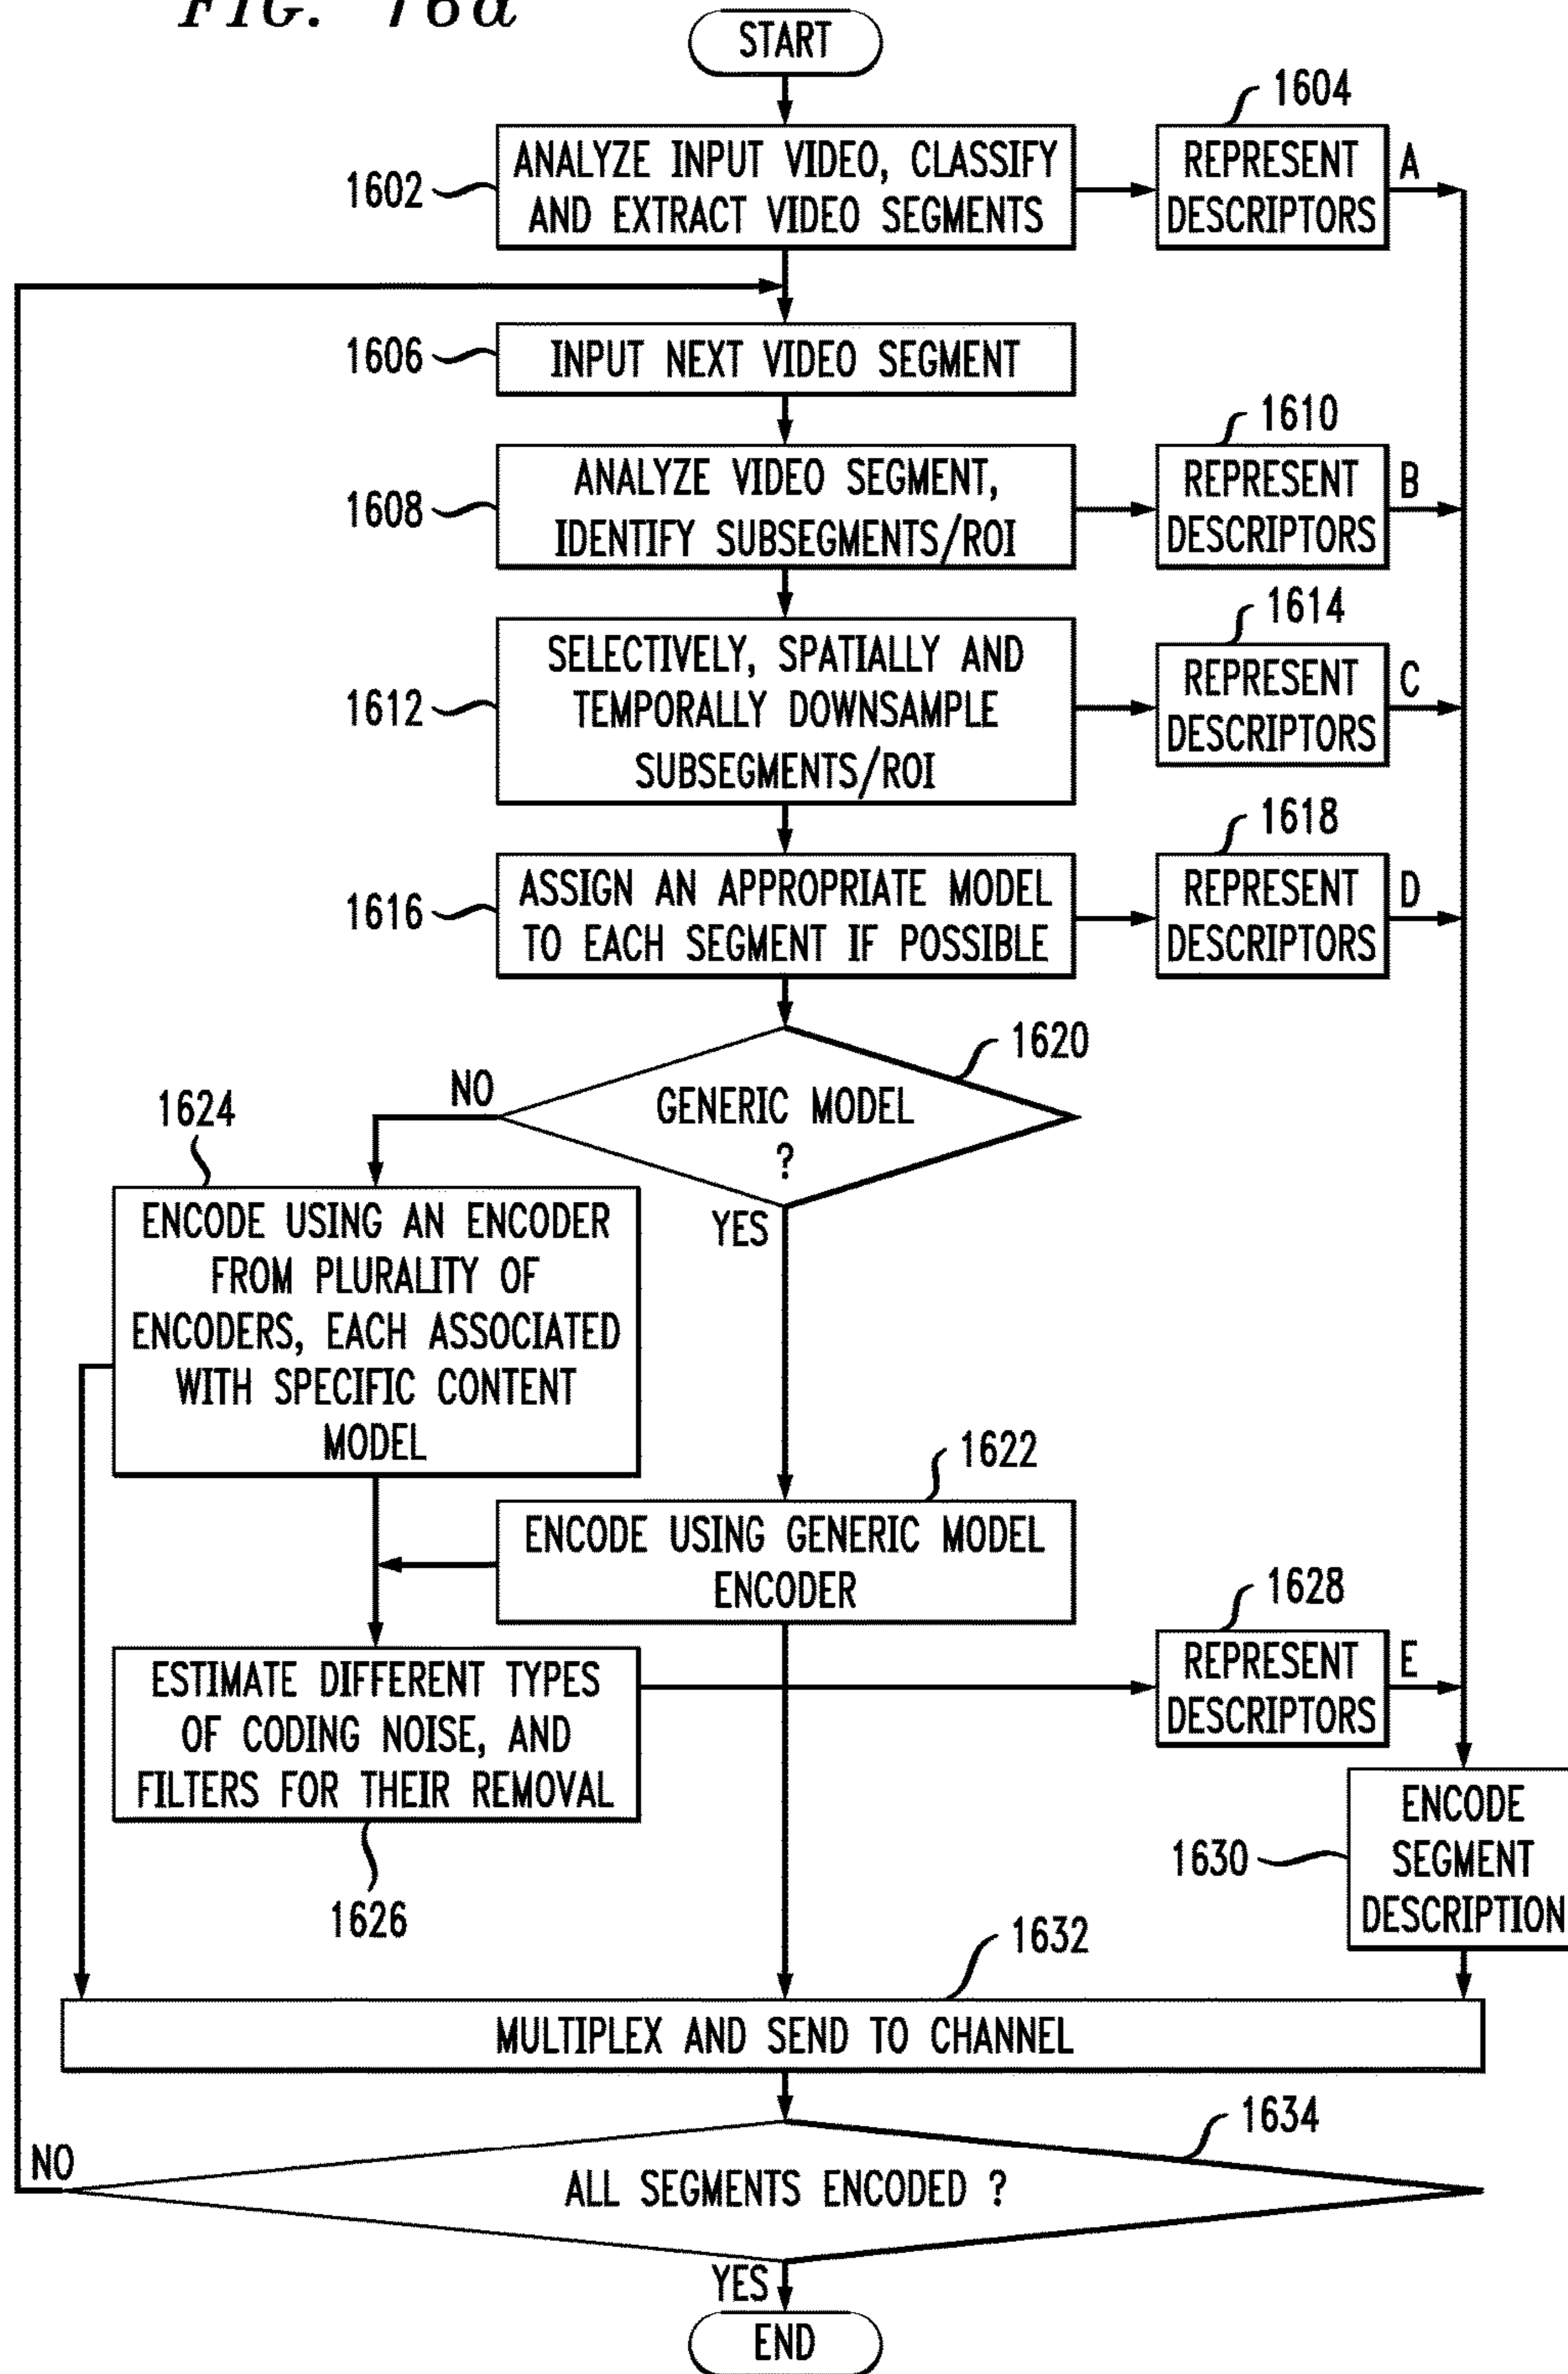 FIG. 16a
START
1604
1602
ANALYZE INPUT VIDEO, CLASSIFY
AND EXTRACT VIDEO SEGMENTS
REPRESENT
DESCRIPTORS
A
1606
INPUT NEXT VIDEO SEGMENT
1610
1608
ANALYZE VIDEO SEGMENT,
IDENTIFY SUBSEGMENTS/ROI
REPRESENT
DESCRIPTORS
B
1614
1612
SELECTIVELY, SPATIALLY AND
TEMPORALLY DOWNSAMPLE
SUBSEGMENTS/ROI
REPRESENT
DESCRIPTORS
C
1618
1616
ASSIGN AN APPROPRIATE MODEL
TO EACH SEGMENT IF POSSIBLE
REPRESENT
DESCRIPTORS
D
1620
NO
GENERIC MODEL
?
YES
1624
ENCODE USING AN ENCODER
FROM PLURALITY OF
ENCODERS, EACH ASSOCIATED
WITH SPECIFIC CONTENT
MODEL
1622
ENCODE USING GENERIC MODEL
ENCODER
1628
ESTIMATE DIFFERENT TYPES
OF CODING NOISE, AND
FILTERS FOR THEIR REMOVAL
REPRESENT
DESCRIPTORS
E
1626
1630
ENCODE
SEGMENT
DESCRIPTION
1632
MULTIPLEX AND SEND TO CHANNEL
1634
NO
ALL SEGMENTS ENCODED ?
YES
END